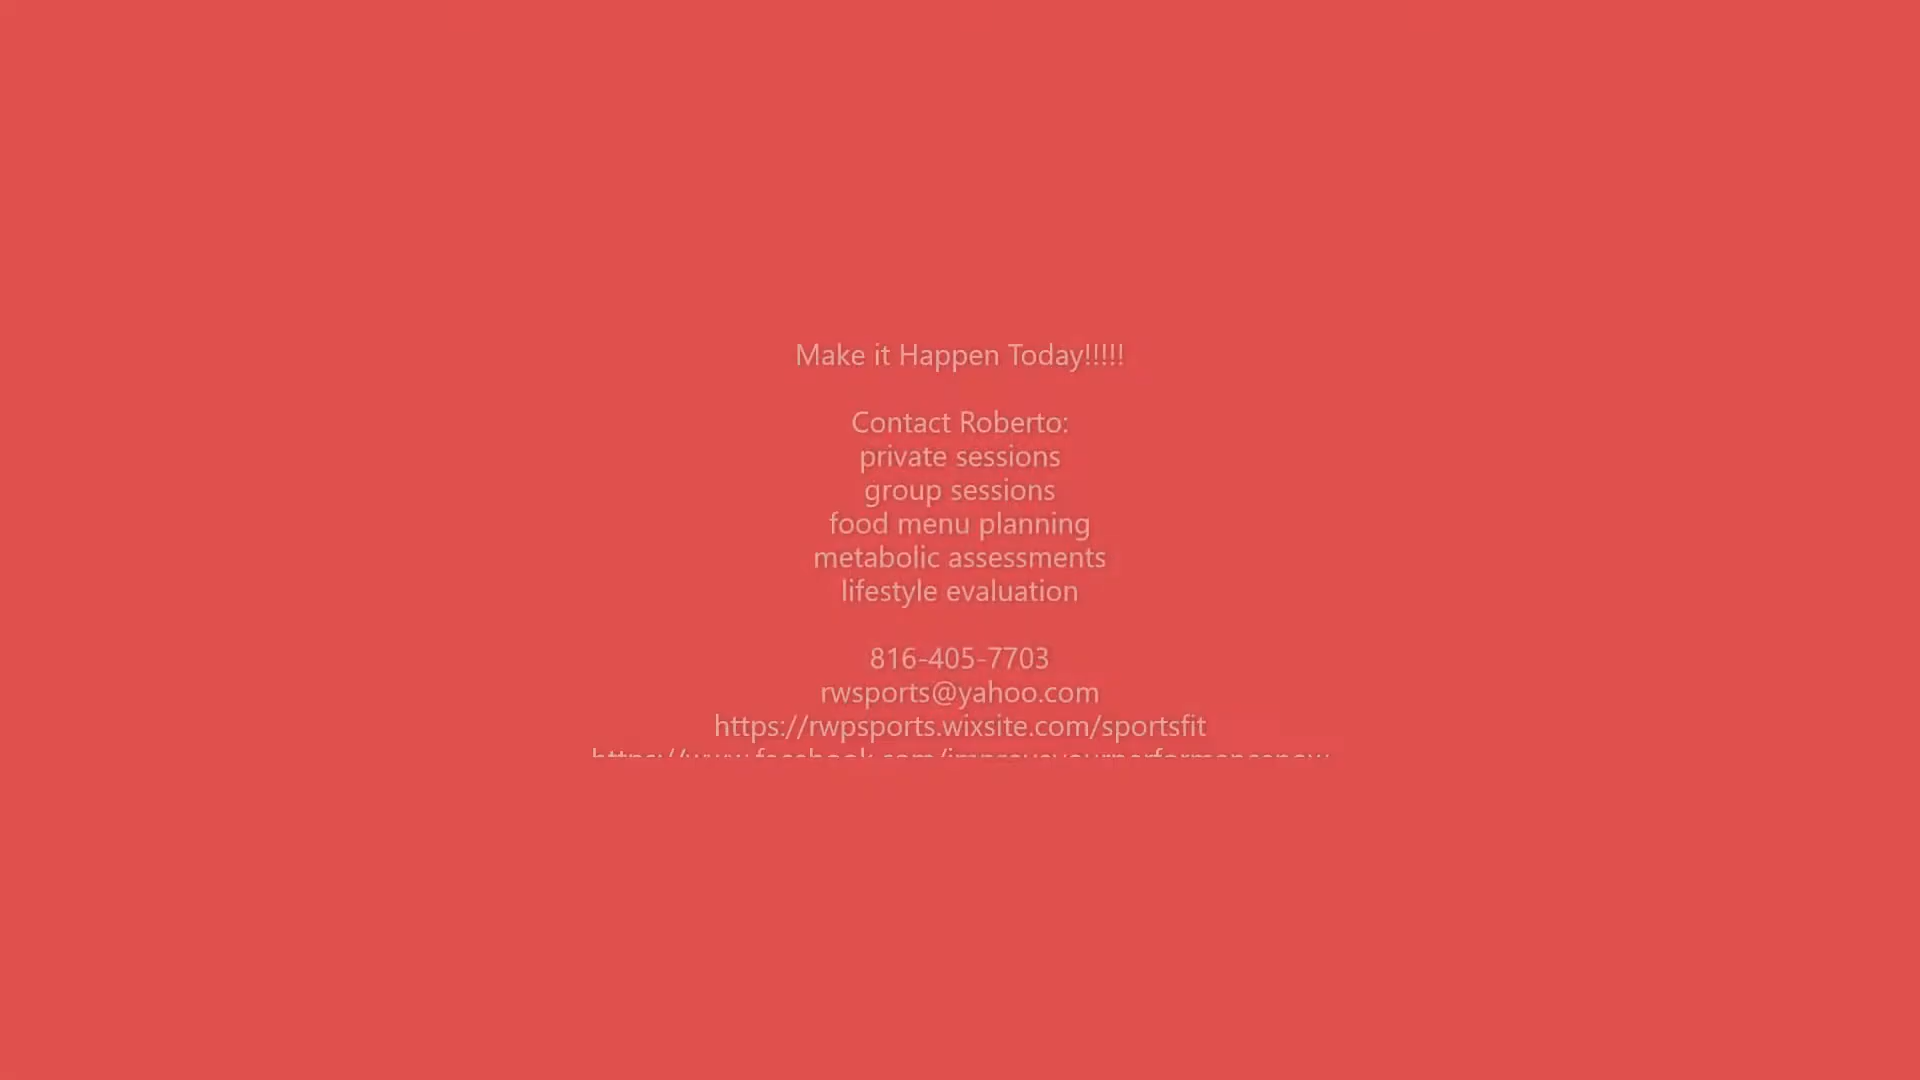 Make it Happen Today!!!!!
Contact Roberto:
private sessions
group sessions
food menu planning
metabolic assessments
lifestyle evaluation
816-405-7703
rwsports@yahoo.com
https://rwpsports.wixsite.com/sportsfit